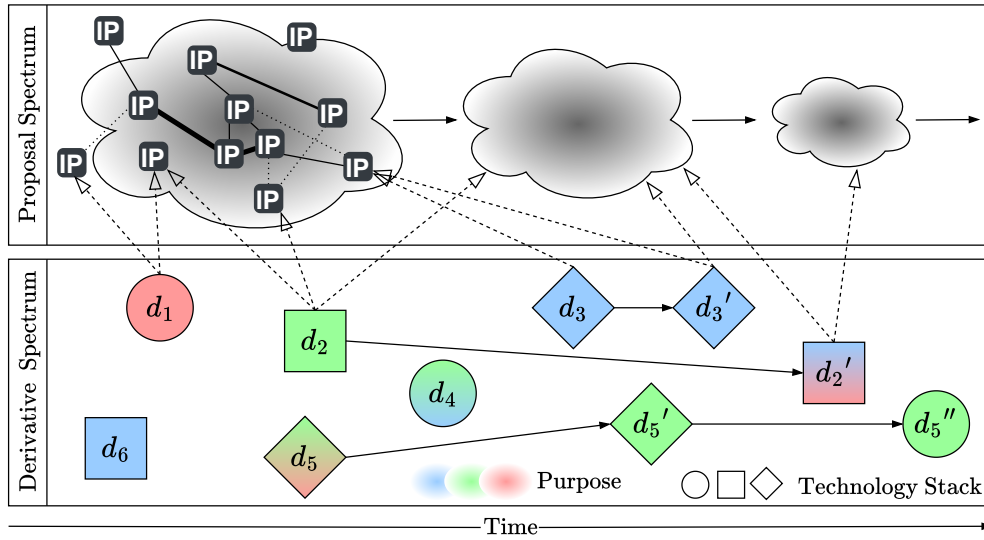 Proposal Spectrum
IP
IP
IP
IP
IP
IP
IP
IP
IP
IP
IP
IP
Derivative Spectrum
d1
d2
d3
d3′
d2′
d4
d5′
d5″
d6
d5
Purpose
Technology Stack
Time